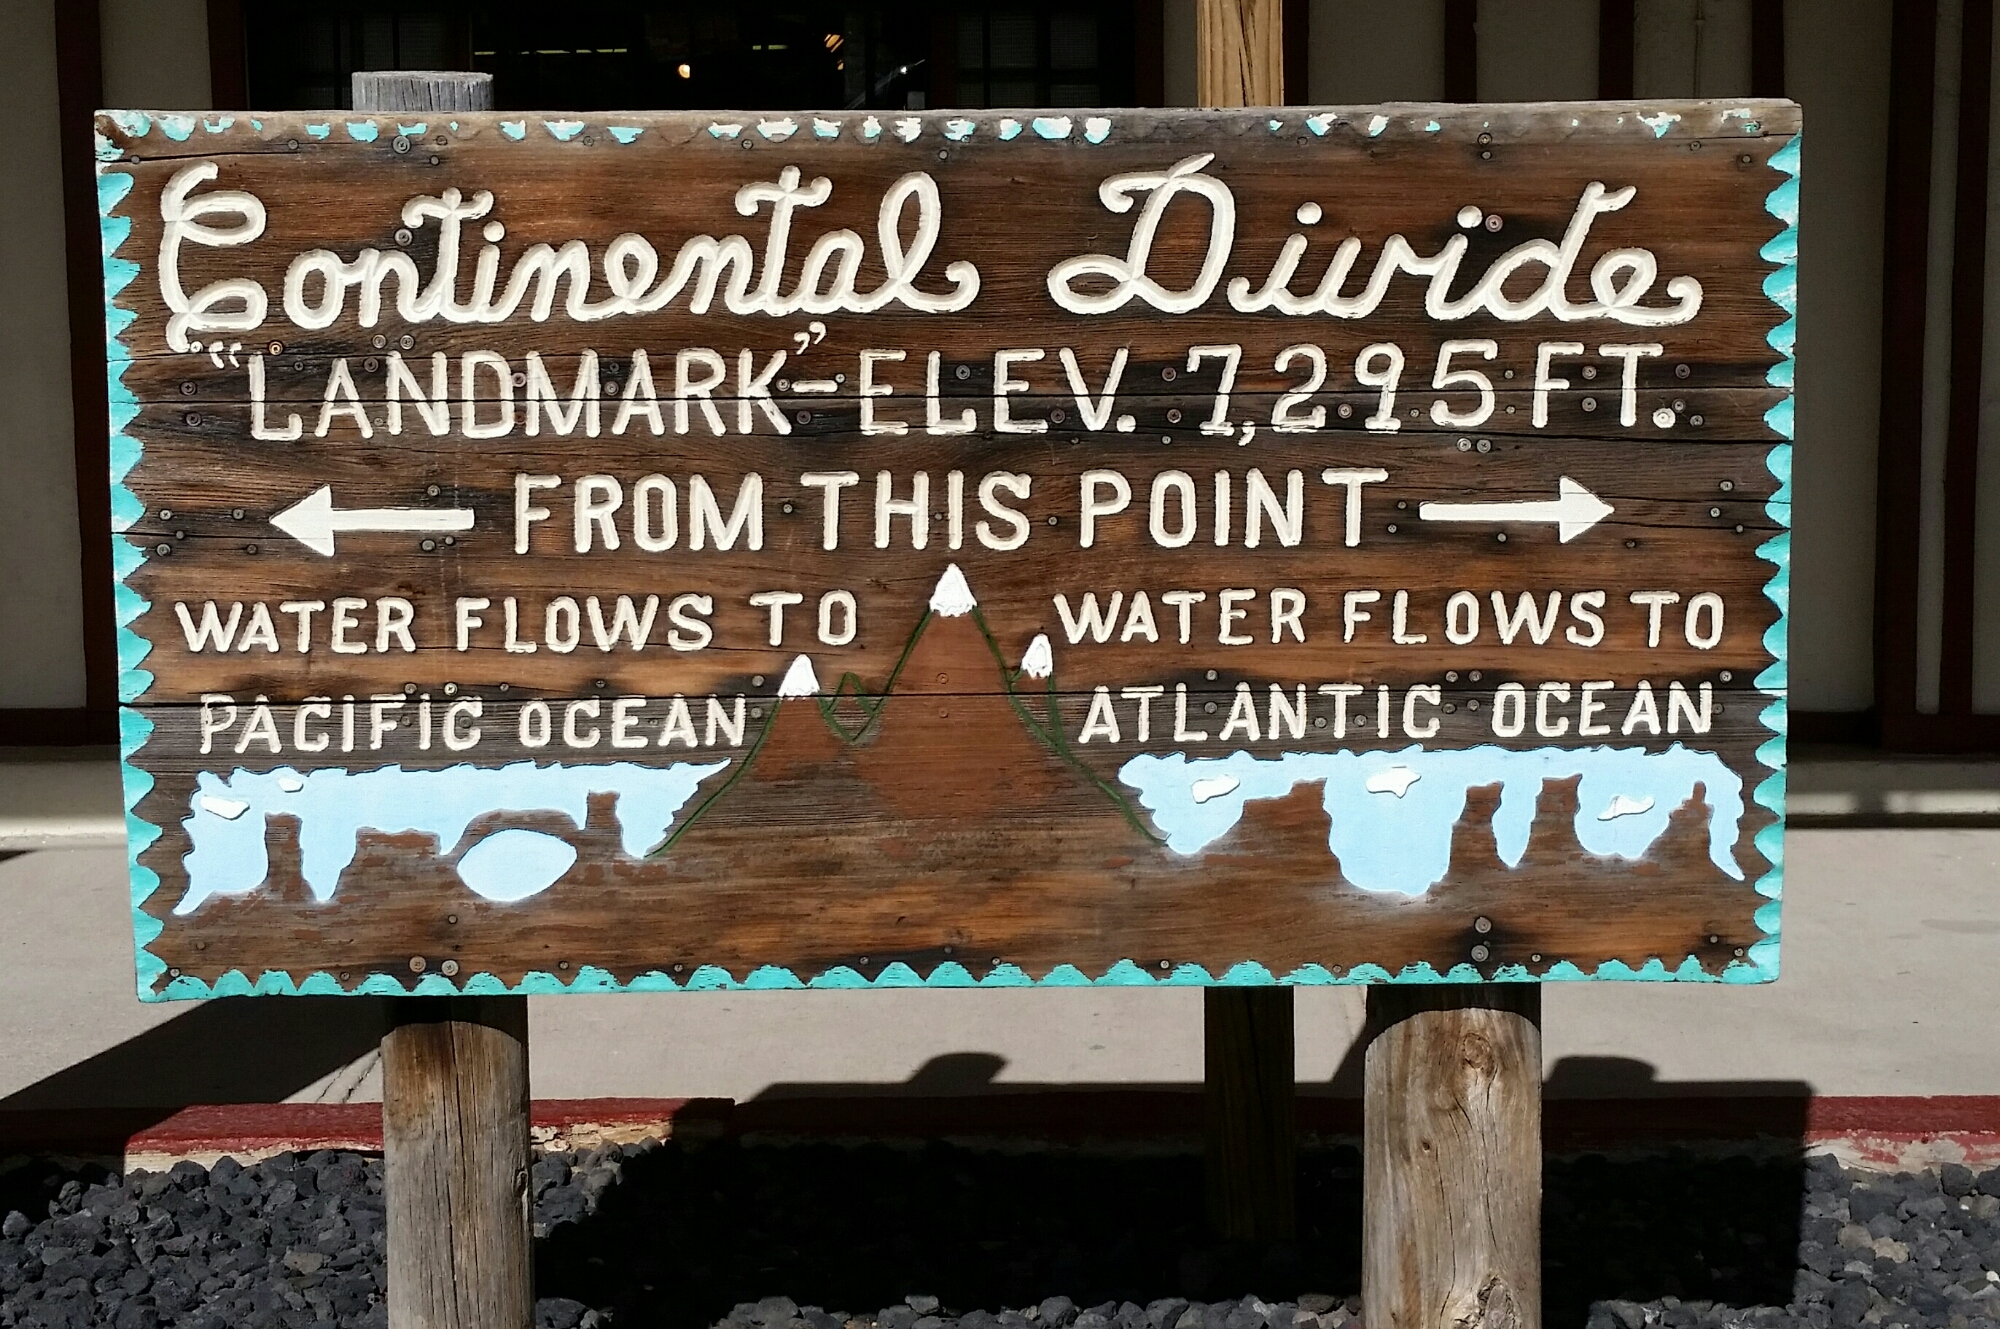 Continental Divide
"LANDMARK" - ELEV. 7,295 FT.
← FROM THIS POINT →
WATER FLOWS TO
PACIFIC OCEAN
WATER FLOWS TO
ATLANTIC OCEAN